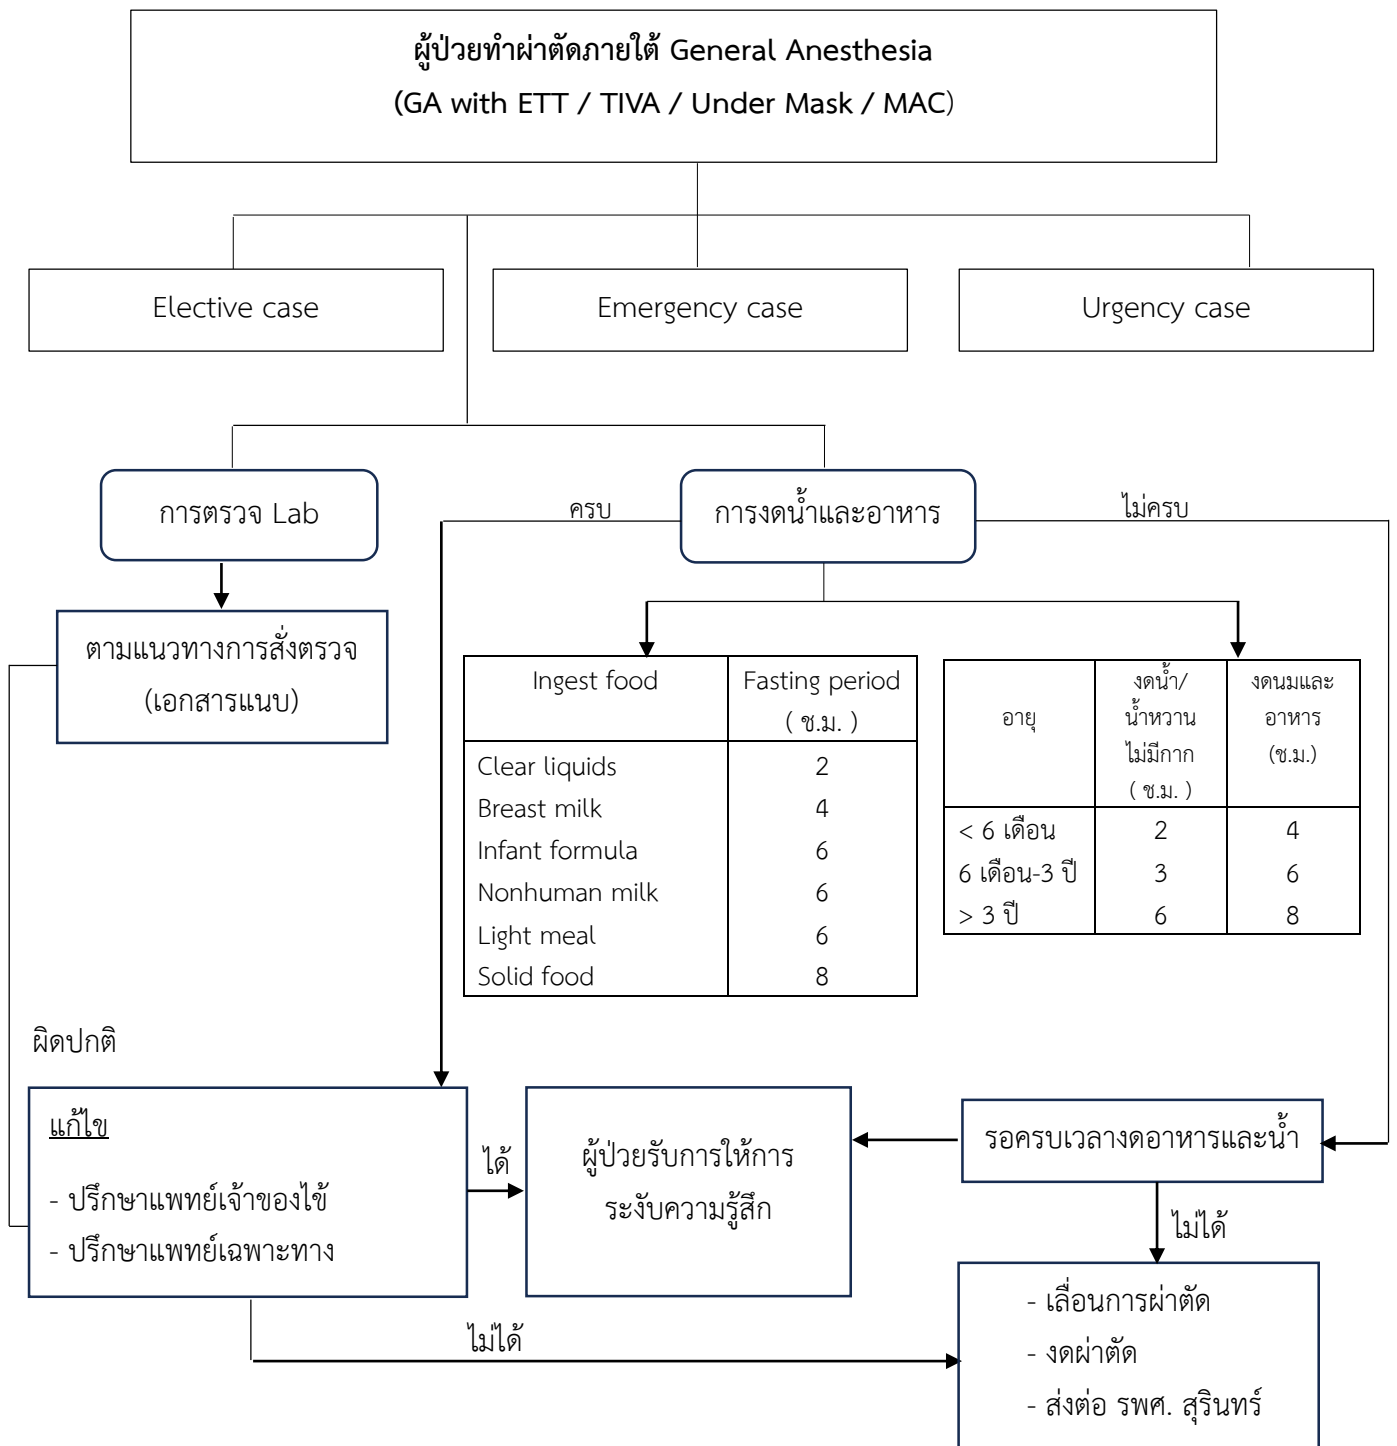 ผู้ป่วยทำผ่าตัดภายใต้ General Anesthesia
(GA with ETT / TIVA / Under Mask / MAC)
Elective case
Emergency case
Urgency case
การตรวจ Lab
ครบ
การงดน้ำและอาหาร
ไม่ครบ
ตามแนวทางการสั่งตรวจ
(เอกสารแนบ)
Ingest food Fasting period
( ช.ม. )
Clear liquids 2
Breast milk 4
Infant formula 6
Nonhuman milk 6
Light meal 6
Solid food 8
อายุ
งดน้ำ/
น้ำหวาน
ไม่มีกาก
( ช.ม. )
งดนมและ
อาหาร
(ช.ม.)
< 6 เดือน 2 4
6 เดือน-3 ปี 3 6
> 3 ปี 6 8
ผิดปกติ
แก้ไข
- ปรึกษาแพทย์เจ้าของไข้
- ปรึกษาแพทย์เฉพาะทาง
ได้
ผู้ป่วยรับการให้การ
ระงับความรู้สึก
รอครบเวลางดอาหารและน้ำ
ไม่ได้
ไม่ได้
- เลื่อนการผ่าตัด
- งดผ่าตัด
- ส่งต่อ รพศ. สุรินทร์